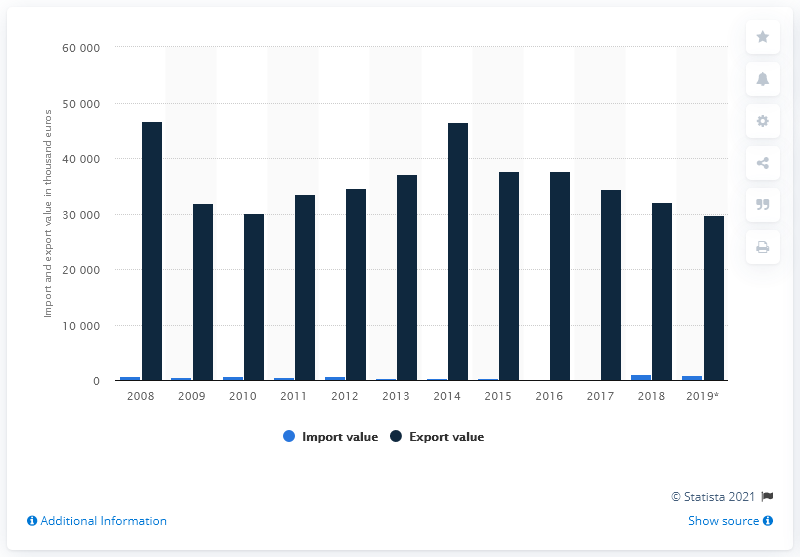 60 000
50 000
40 000
30 000
20 000
10 000
0
Import and export value in thousand euros
2008 2009 2010 2011 2012 2013 2014 2015 2016 2017 2018 2019*
Import value Export value
© Statista 2021
Additional Information Show source